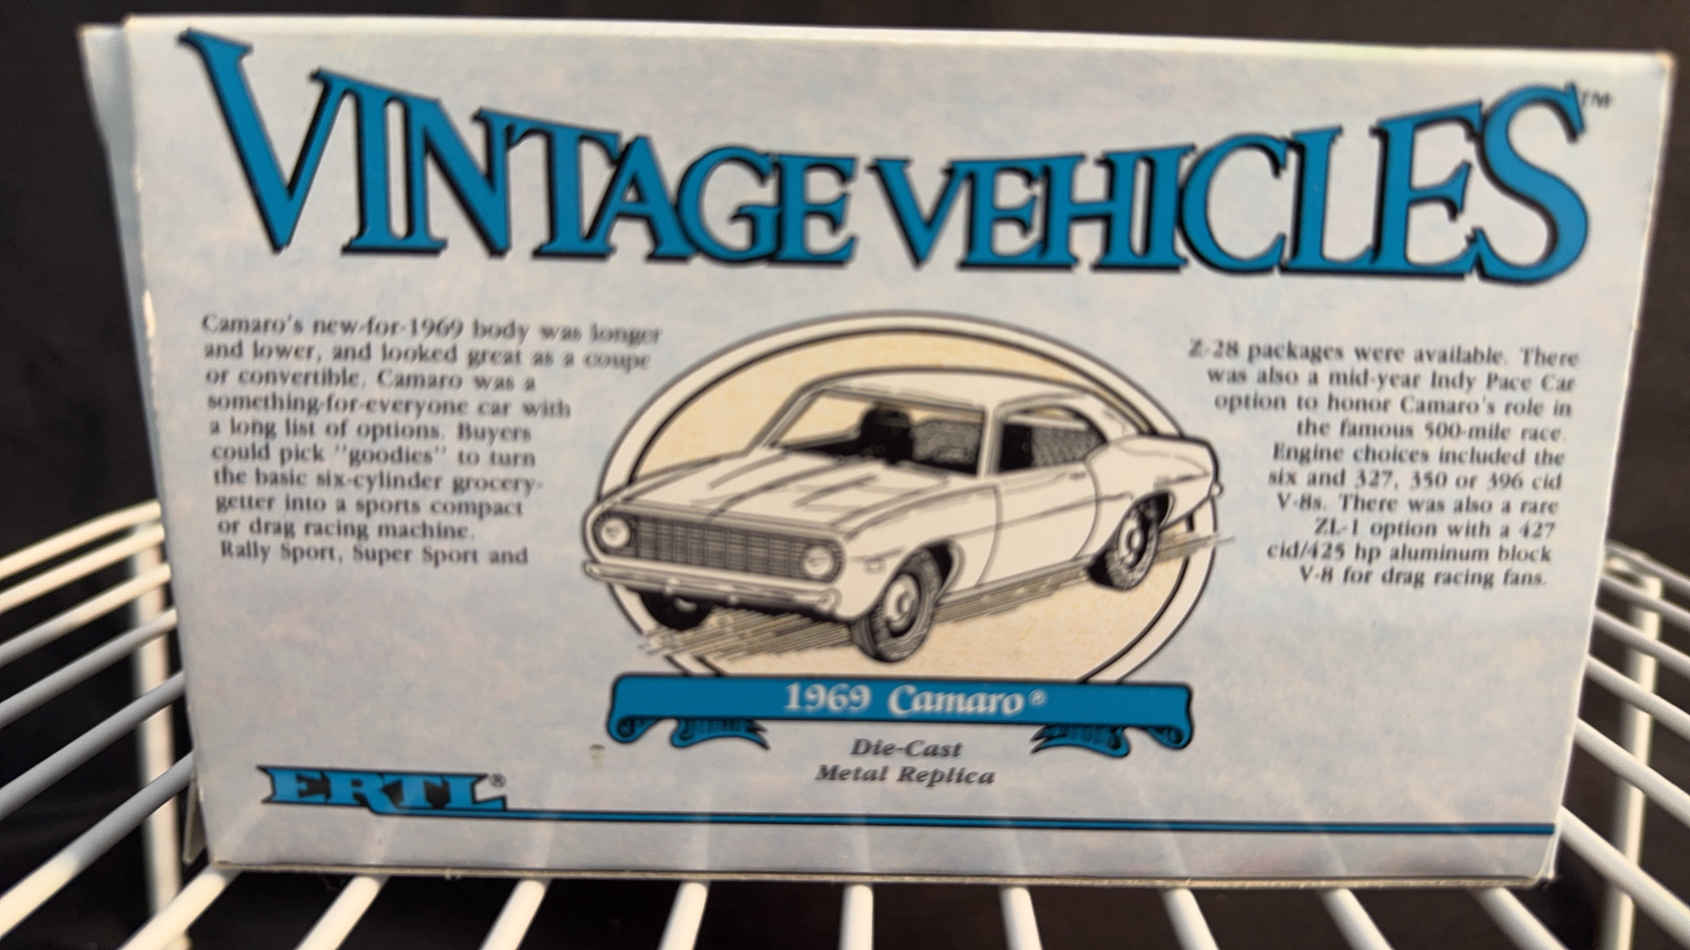 VINTAGE VEHICLES™
Camaro's new-for-1969 body was longer
and lower, and looked great as a coupe
or convertible. Camaro was a
something-for-everyone car with
a long list of options. Buyers
could pick "goodies" to turn
the basic six-cylinder grocery-
getter into a sports compact
or drag racing machine.
Rally Sport, Super Sport and
Z-28 packages were available. There
was also a mid-year Indy Pace Car
option to honor Camaro's role in
the famous 500-mile race.
Engine choices included the
six and 327, 350 or 396 cid
V-8s. There was also a rare
ZL-1 option with a 427
cid/425 hp aluminum block
V-8 for drag racing fans.
1969 Camaro®
Die-Cast
Metal Replica
ERTL®